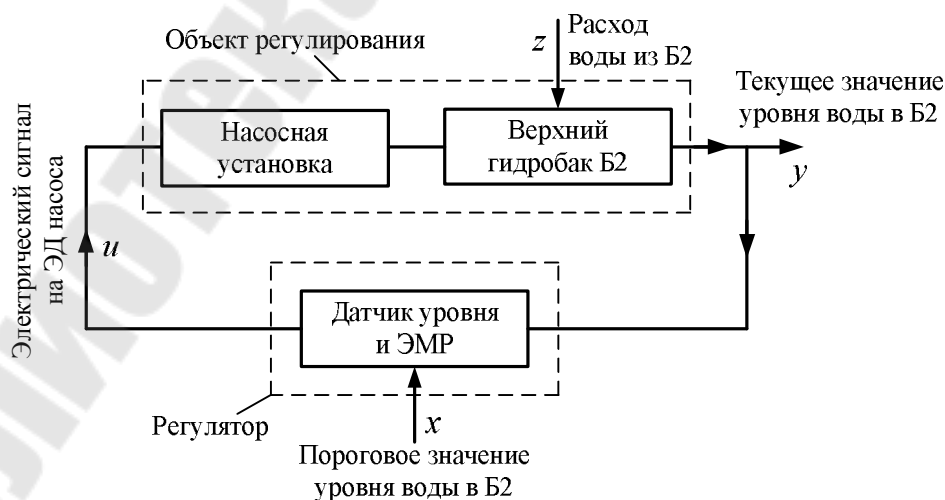 Объект регулирования
z
Расход
воды из Б2
Текущее значение
уровня воды в Б2
Насосная
установка
Верхний
гидробак Б2
y
Электрический сигнал
на ЭД насоса
u
Датчик уровня
и ЭМР
Регулятор
x
Пороговое значение
уровня воды в Б2